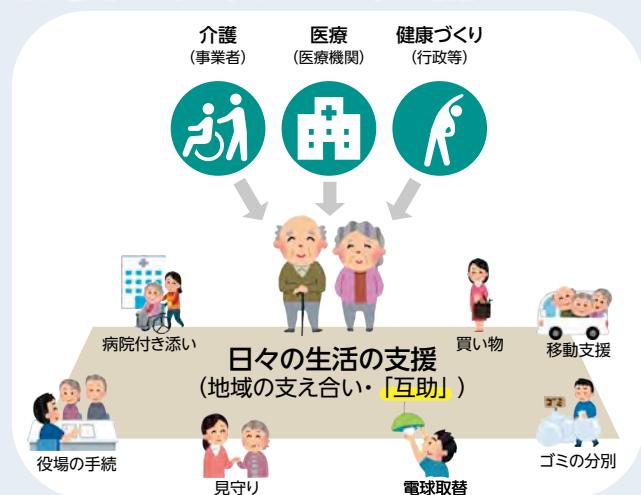 介護
(事業者)
医療
(医療機関)
健康づくり
(行政等)
病院付き添い
買い物
移動支援
日々の生活の支援
(地域の支え合い・「互助」)
役場の手続
見守り
電球取替
ゴミの分別